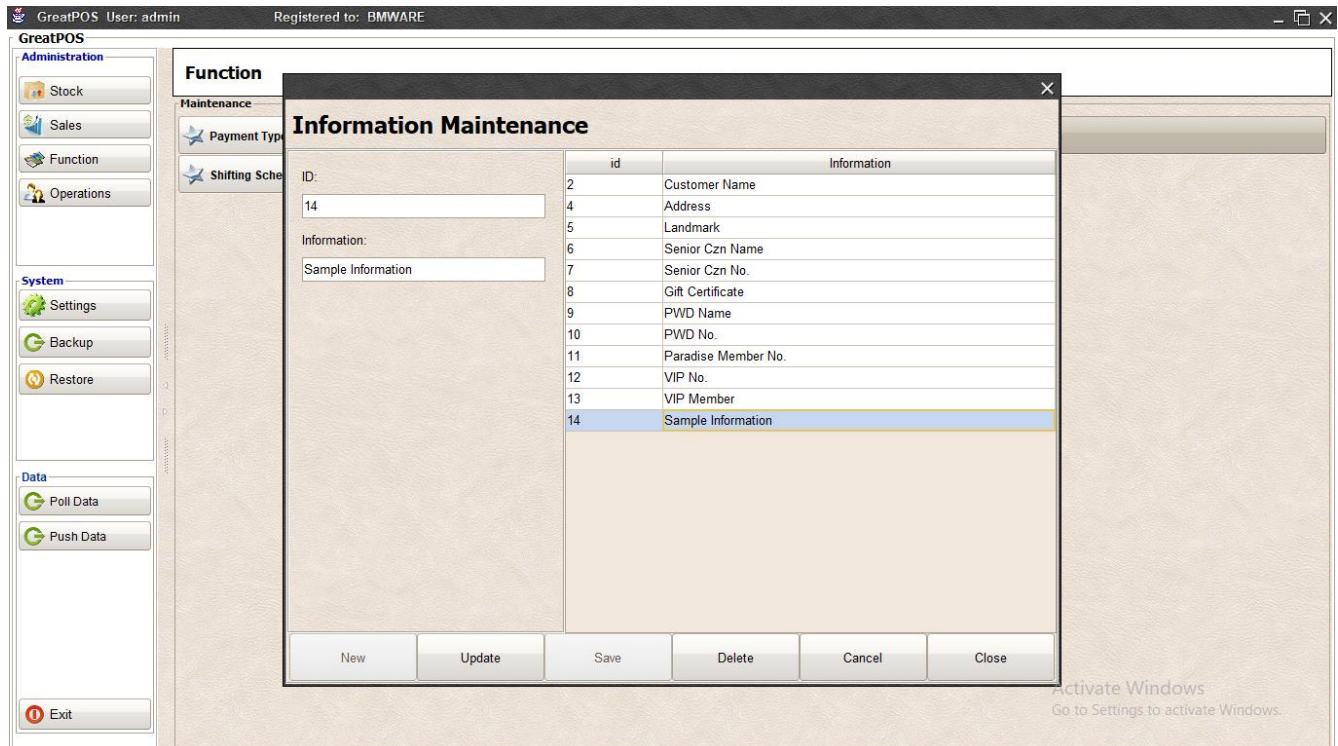 GreatPOS User: admin Registered to: BMWARE
GreatPOS
Administration
Stock
Sales
Function
Operations
System
Settings
Backup
Restore
Data
Poll Data
Push Data
Exit
Function
Maintenance
Payment Typ
Shifting Sche
Information Maintenance
ID:
14
Information:
Sample Information
id Information
2 Customer Name
4 Address
5 Landmark
6 Senior Czn Name
7 Senior Czn No.
8 Gift Certificate
9 PWD Name
10 PWD No.
11 Paradise Member No.
12 VIP No.
13 VIP Member
14 Sample Information
New Update Save Delete Cancel Close
Activate Windows
Go to Settings to activate Windows.